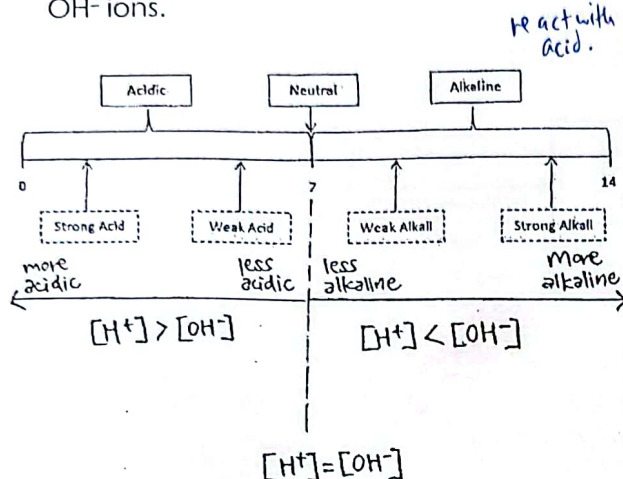 OH- ions.
react with
acid.
Acidic
Neutral
Alkaline
0
7
14
Strong Acid
Weak Acid
Weak Alkali
Strong Alkali
more
acidic
less
acidic
less
alkaline
More
alkaline
[H+] > [OH-]
[H+] < [OH-]
[H+] = [OH-]